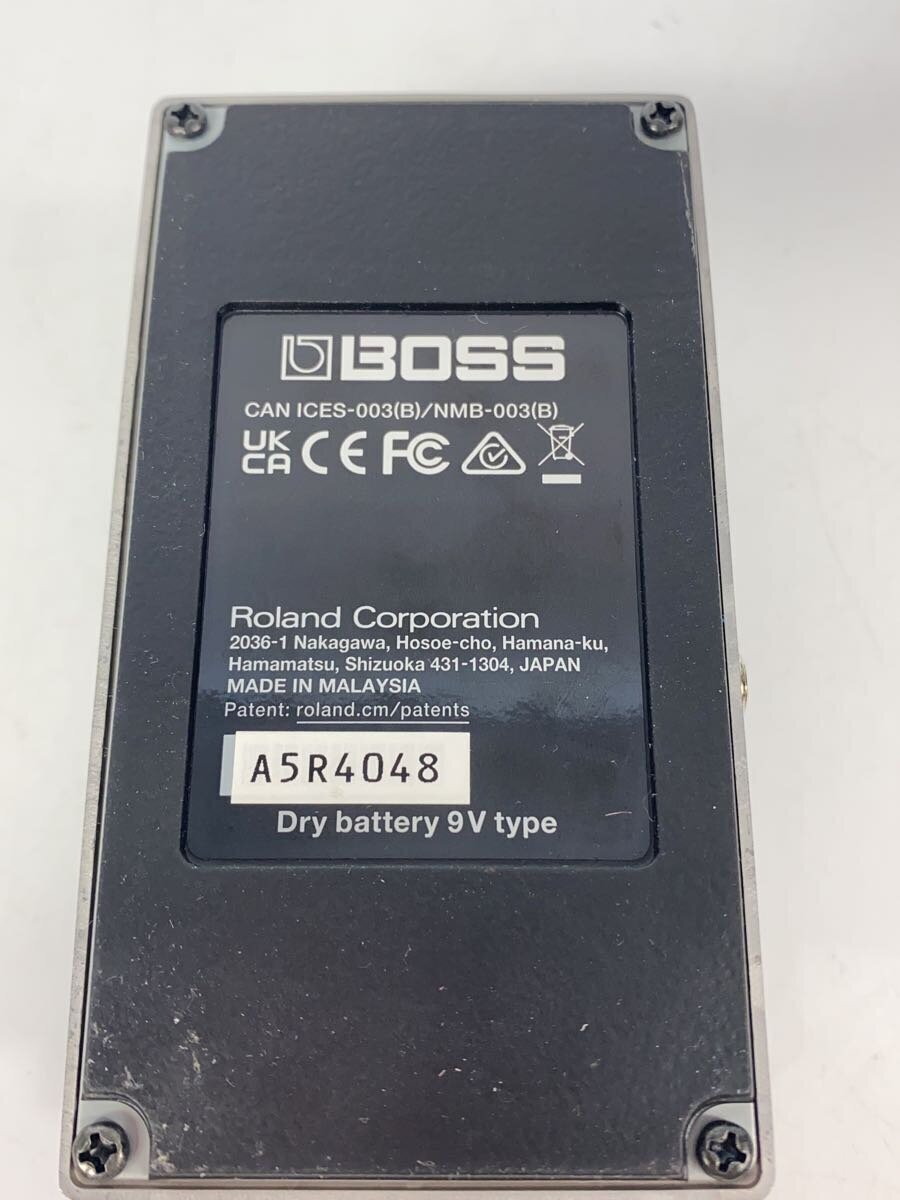 BOSS
CAN ICES-003(B)/NMB-003(B)
UK CA CE FC
Roland Corporation
2036-1 Nakagawa, Hosoe-cho, Hamana-ku,
Hamamatsu, Shizuoka 431-1304, JAPAN
MADE IN MALAYSIA
Patent: roland.cm/patents
A5R4048
Dry battery 9V type